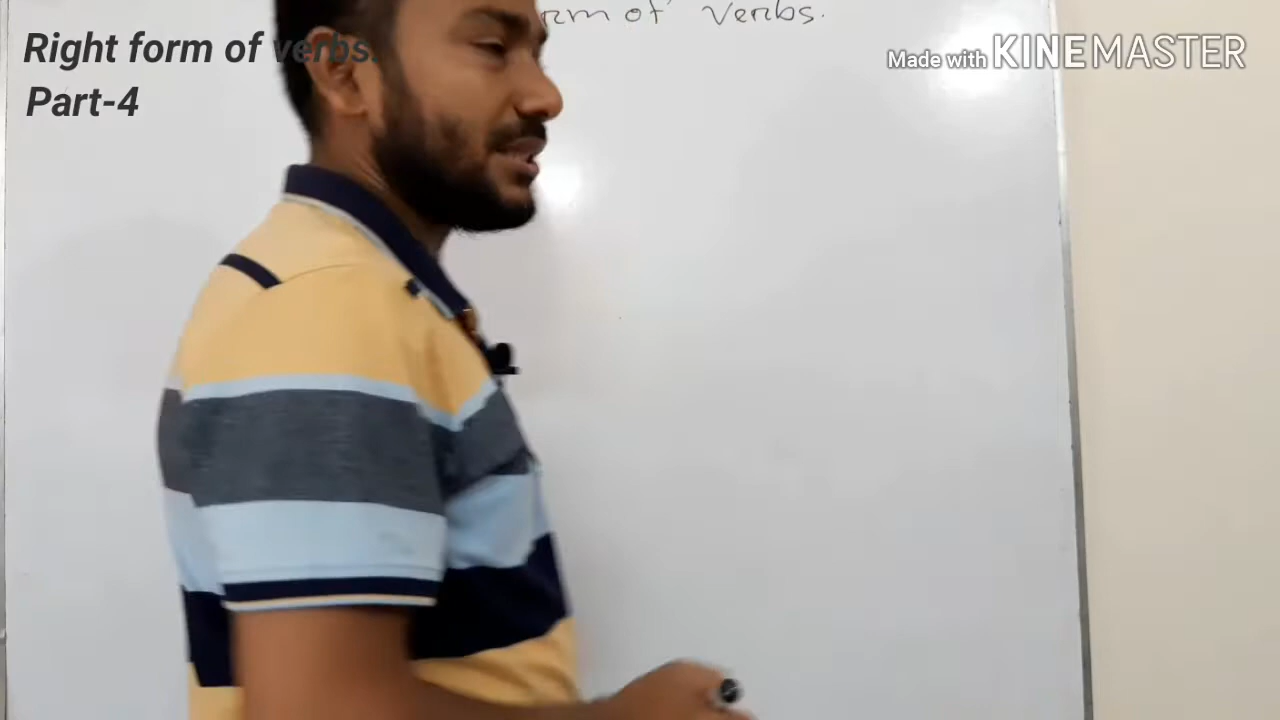 rm of verbs.
Right form of verbs.
Part-4
Made with KINEMASTER